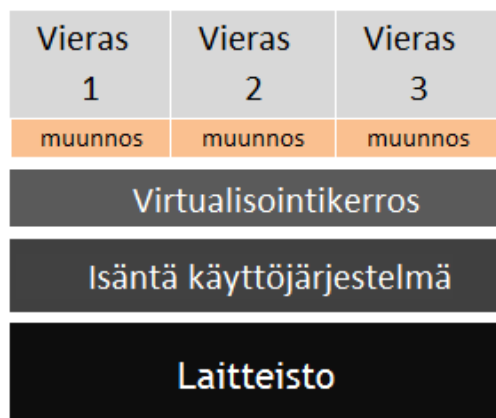 Vieras Vieras Vieras
1 2 3
muunnos muunnos muunnos
Virtualisointikerros
Isäntä käyttöjärjestelmä
Laitteisto